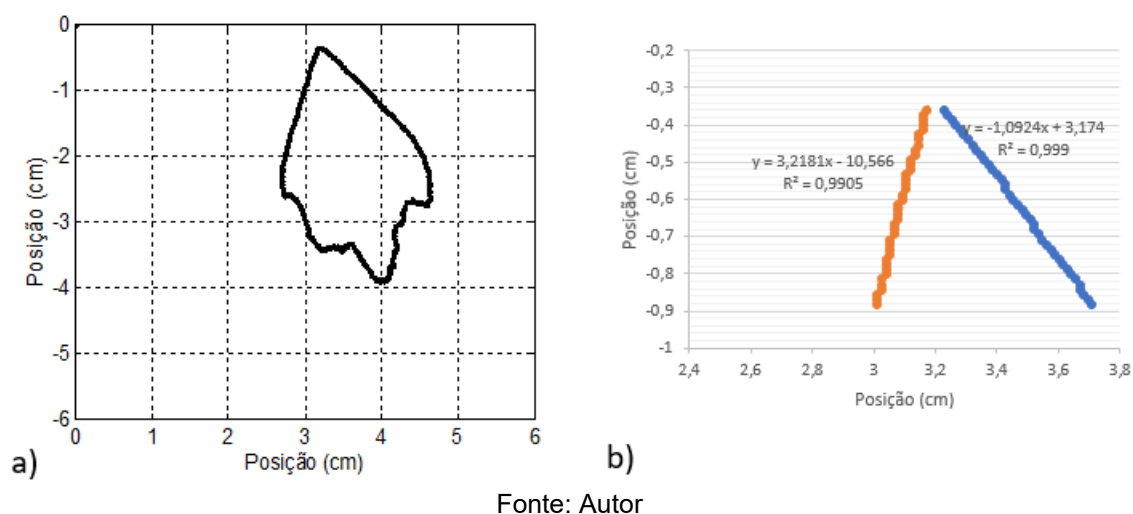 0
-1
-2
-3
-4
-5
-6
0 1 2 3 4 5 6
Posição (cm)
Posição (cm)
a)
-0,2
-0,3
-0,4
-0,5
-0,6
-0,7
-0,8
-0,9
-1
2,4 2,6 2,8 3 3,2 3,4 3,6 3,8
Posição (cm)
Posição (cm)
y = -1,0924x + 3,174
R² = 0,999
y = 3,2181x - 10,566
R² = 0,9905
b)
Fonte: Autor